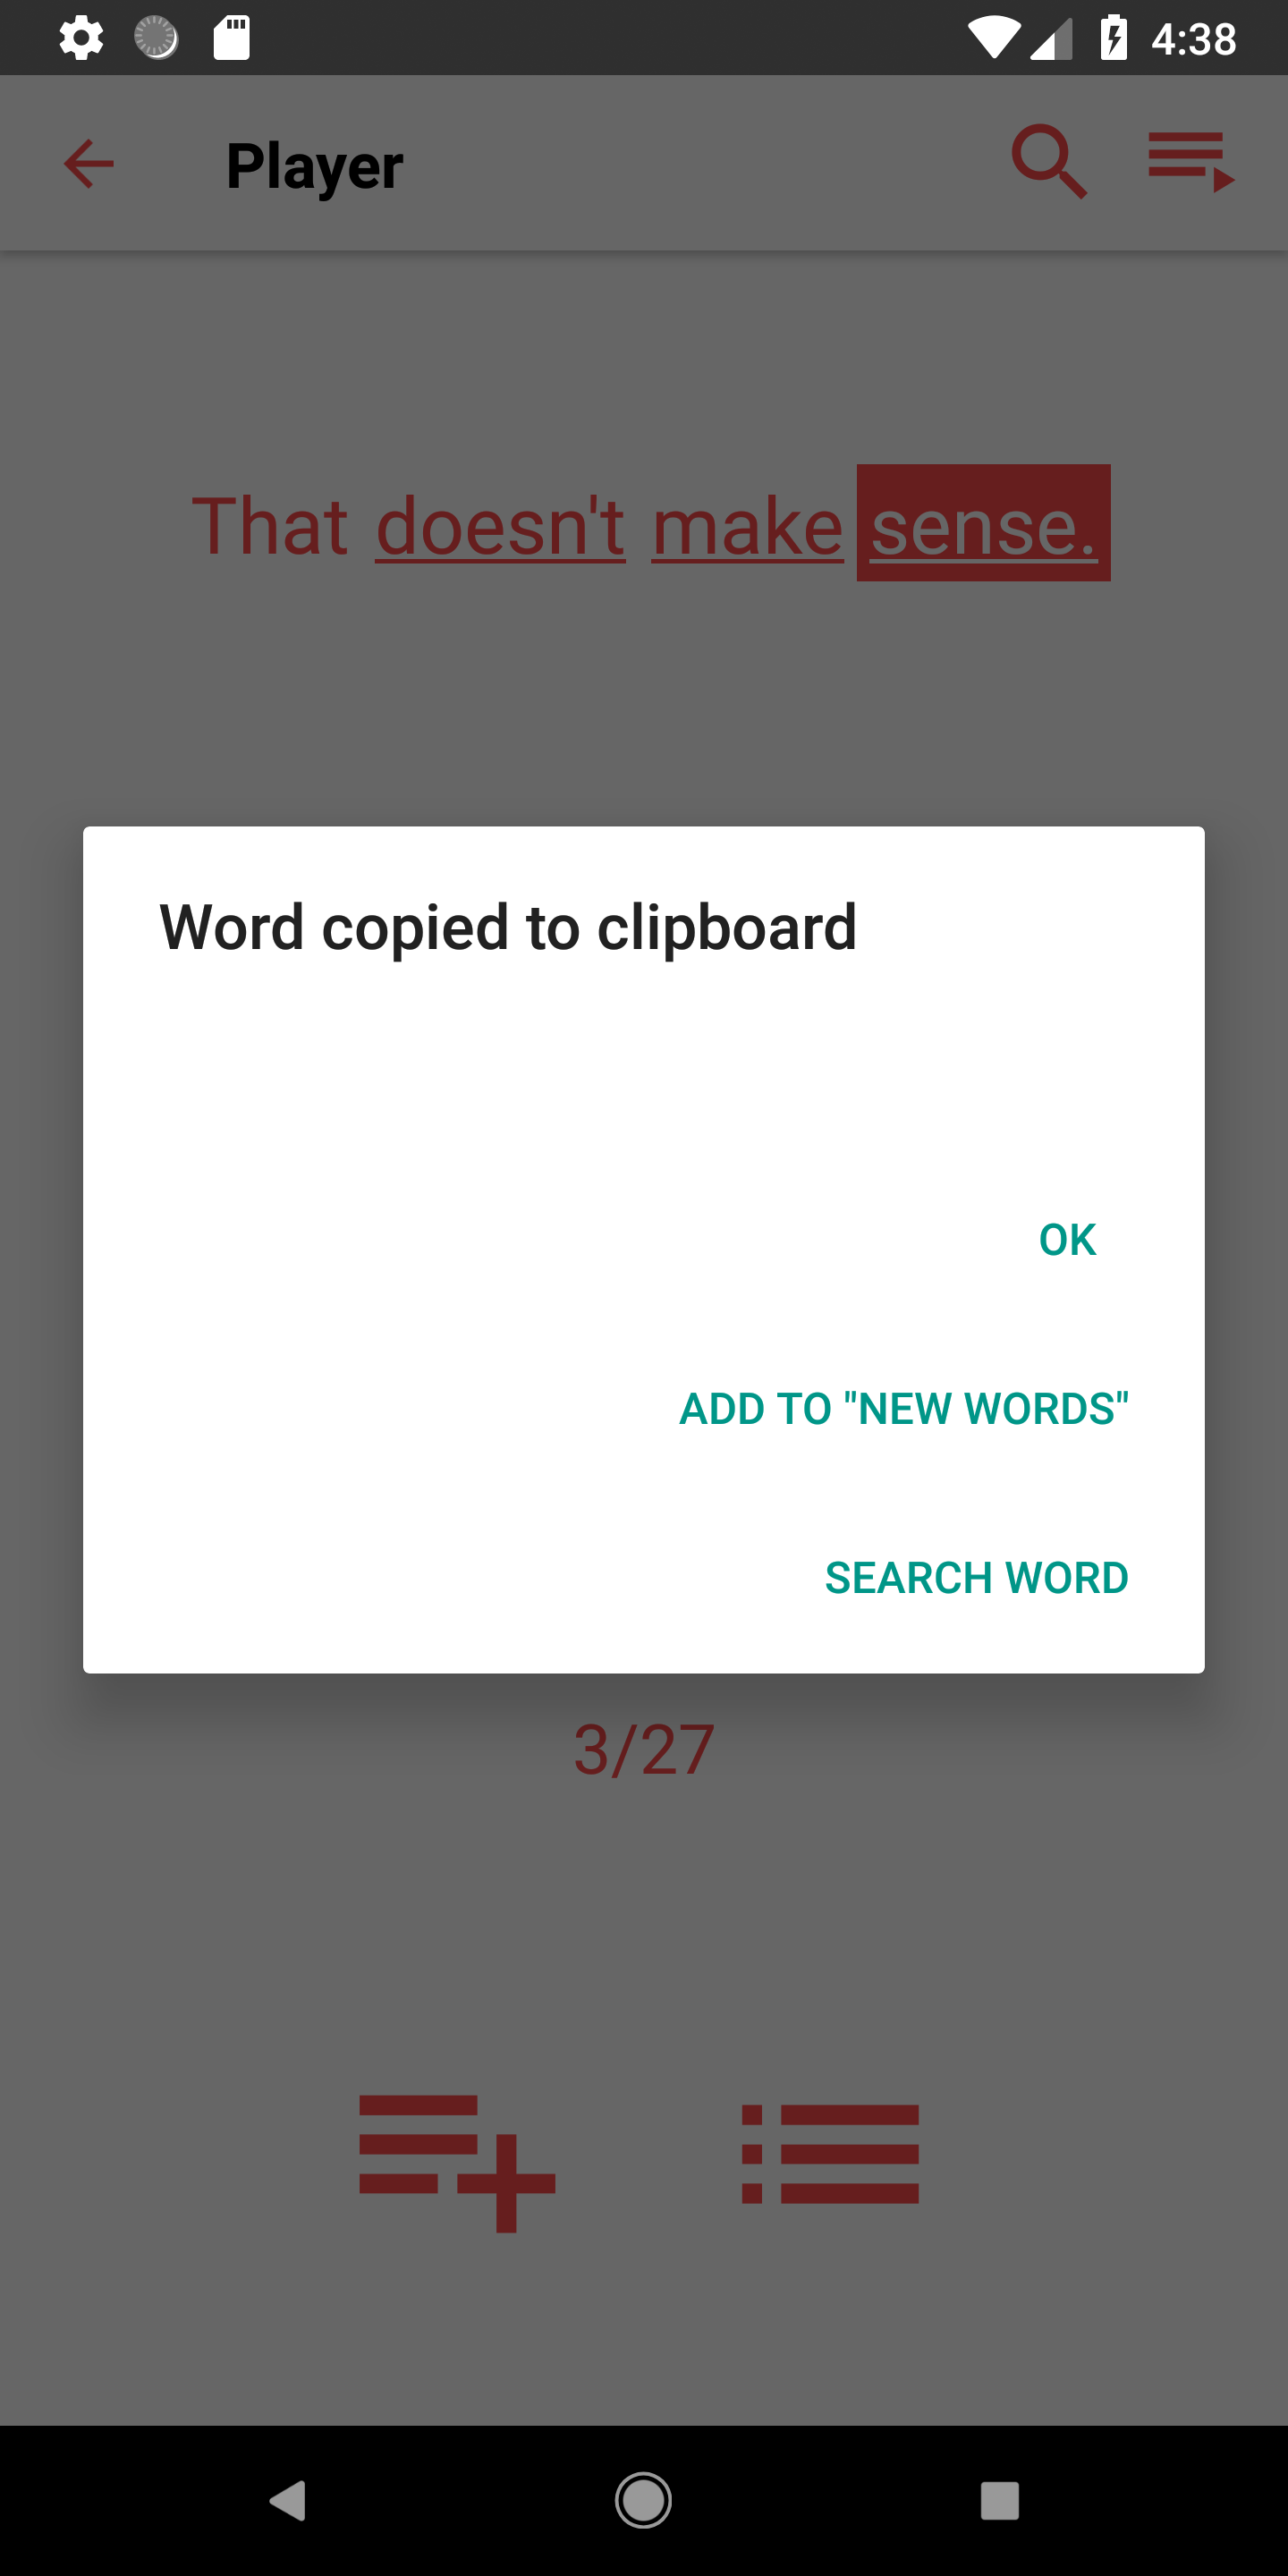 4:38
Player
That doesn't make sense.
Word copied to clipboard
OK
ADD TO "NEW WORDS"
SEARCH WORD
3/27